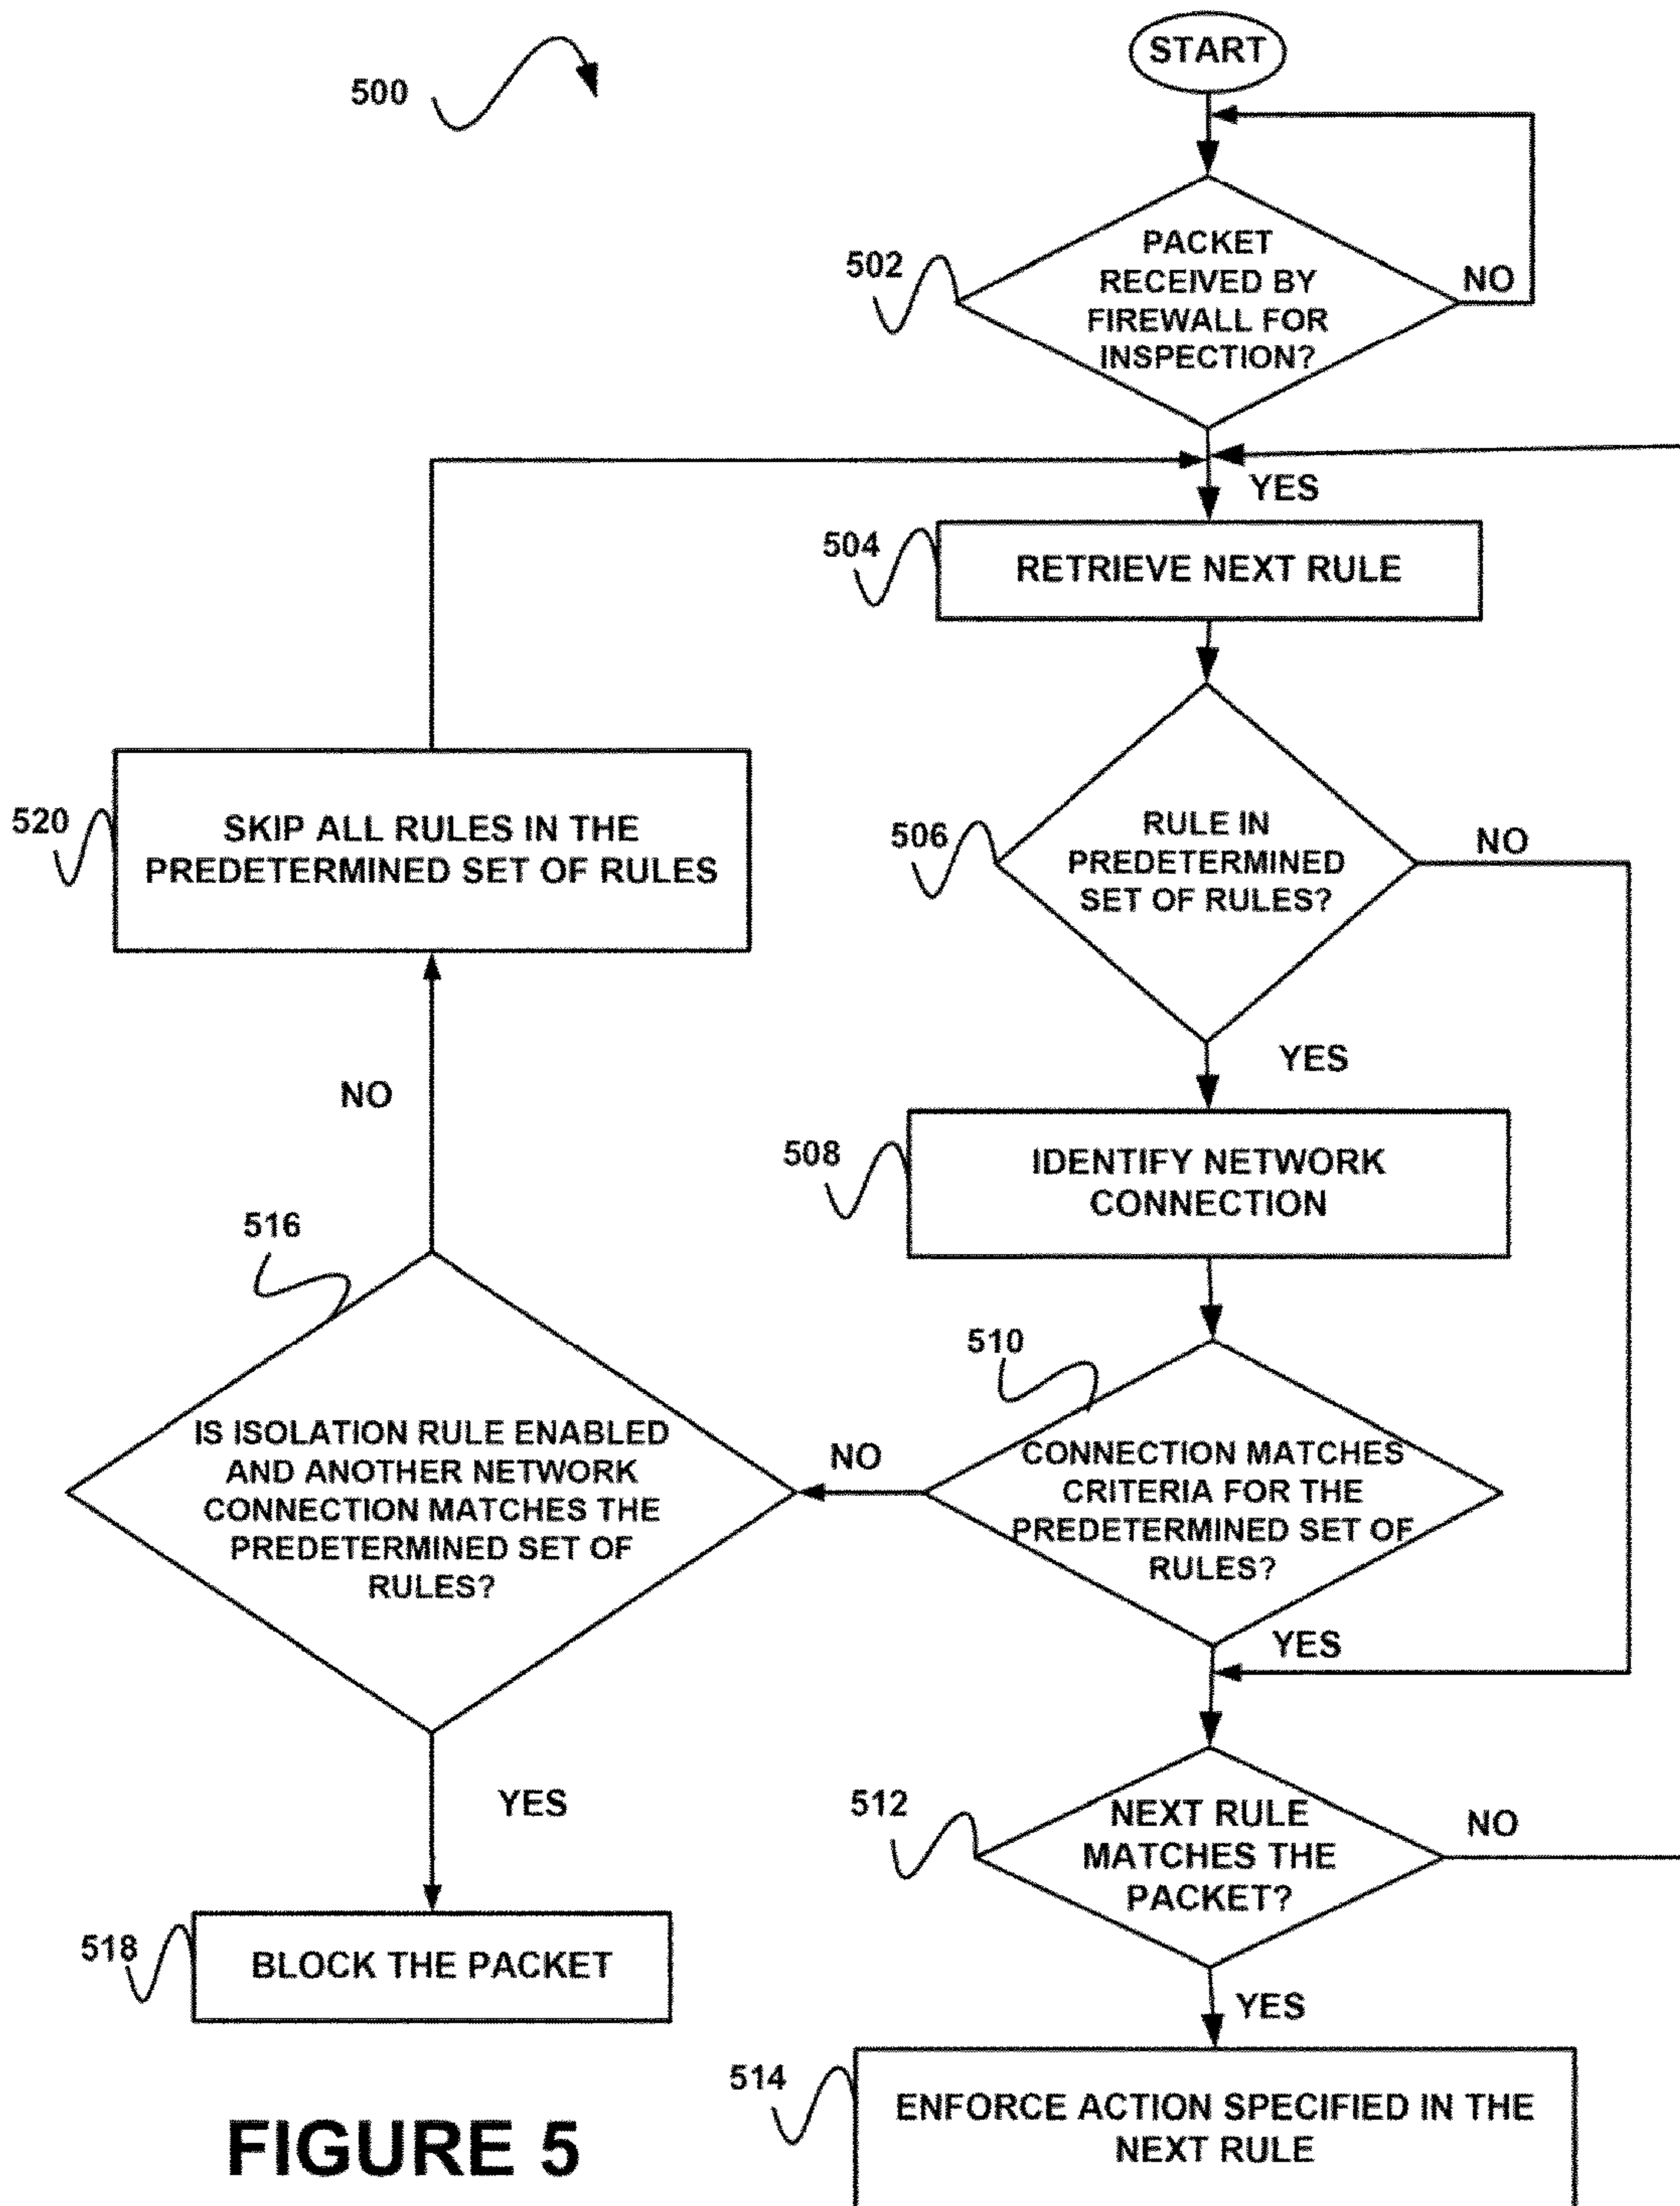 START
500
502
PACKET
RECEIVED BY
FIREWALL FOR
INSPECTION?
NO
YES
504
RETRIEVE NEXT RULE
520
SKIP ALL RULES IN THE
PREDETERMINED SET OF RULES
506
RULE IN
PREDETERMINED
SET OF RULES?
NO
YES
NO
508
IDENTIFY NETWORK
CONNECTION
516
IS ISOLATION RULE ENABLED
AND ANOTHER NETWORK
CONNECTION MATCHES THE
PREDETERMINED SET OF
RULES?
NO
510
CONNECTION MATCHES
CRITERIA FOR THE
PREDETERMINED SET OF
RULES?
YES
YES
512
NEXT RULE
MATCHES THE
PACKET?
NO
518
BLOCK THE PACKET
YES
514
ENFORCE ACTION SPECIFIED IN THE
NEXT RULE
FIGURE 5